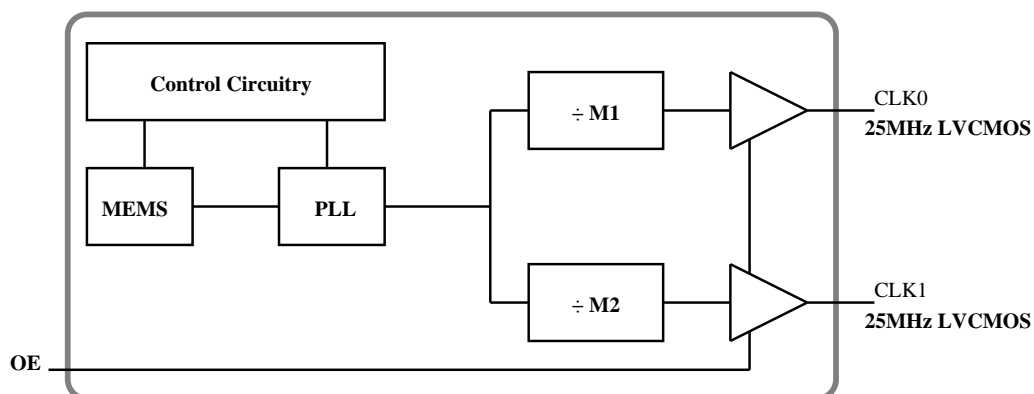 Control Circuitry
MEMS
PLL
÷ M1
÷ M2
CLK0
25MHz LVCMOS
CLK1
25MHz LVCMOS
OE